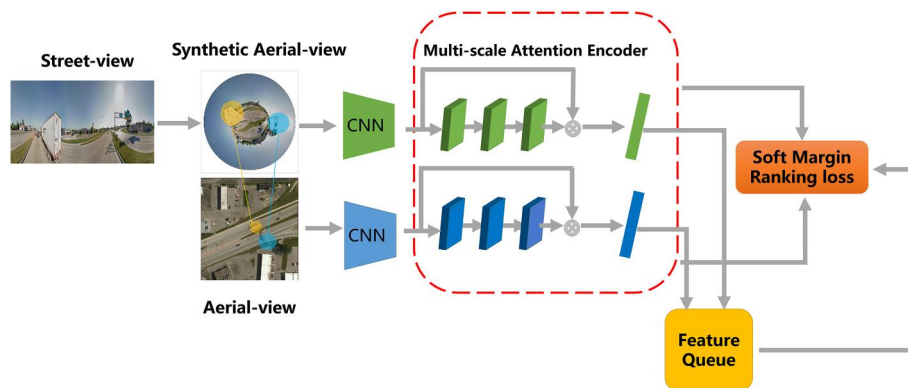 Street-view
Synthetic Aerial-view
Multi-scale Attention Encoder
CNN
Soft Margin
Ranking loss
CNN
Aerial-view
Feature
Queue